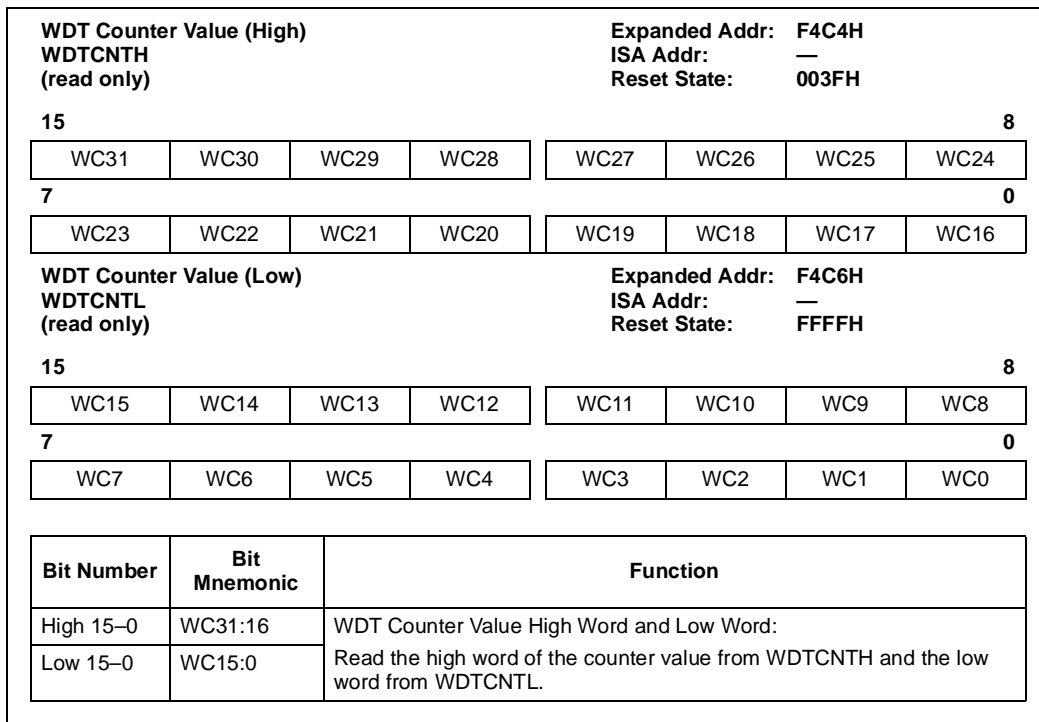 WDT Counter Value (High) Expanded Addr: F4C4H
WDTCNTH ISA Addr: —
(read only) Reset State: 003FH
15 8
WC31 WC30 WC29 WC28 WC27 WC26 WC25 WC24
7 0
WC23 WC22 WC21 WC20 WC19 WC18 WC17 WC16
WDT Counter Value (Low) Expanded Addr: F4C6H
WDTCNTL ISA Addr: —
(read only) Reset State: FFFFH
15 8
WC15 WC14 WC13 WC12 WC11 WC10 WC9 WC8
7 0
WC7 WC6 WC5 WC4 WC3 WC2 WC1 WC0
Bit Number Bit Mnemonic Function
High 15–0 WC31:16 WDT Counter Value High Word and Low Word:
Low 15–0 WC15:0 Read the high word of the counter value from WDTCNTH and the low
word from WDTCNTL.